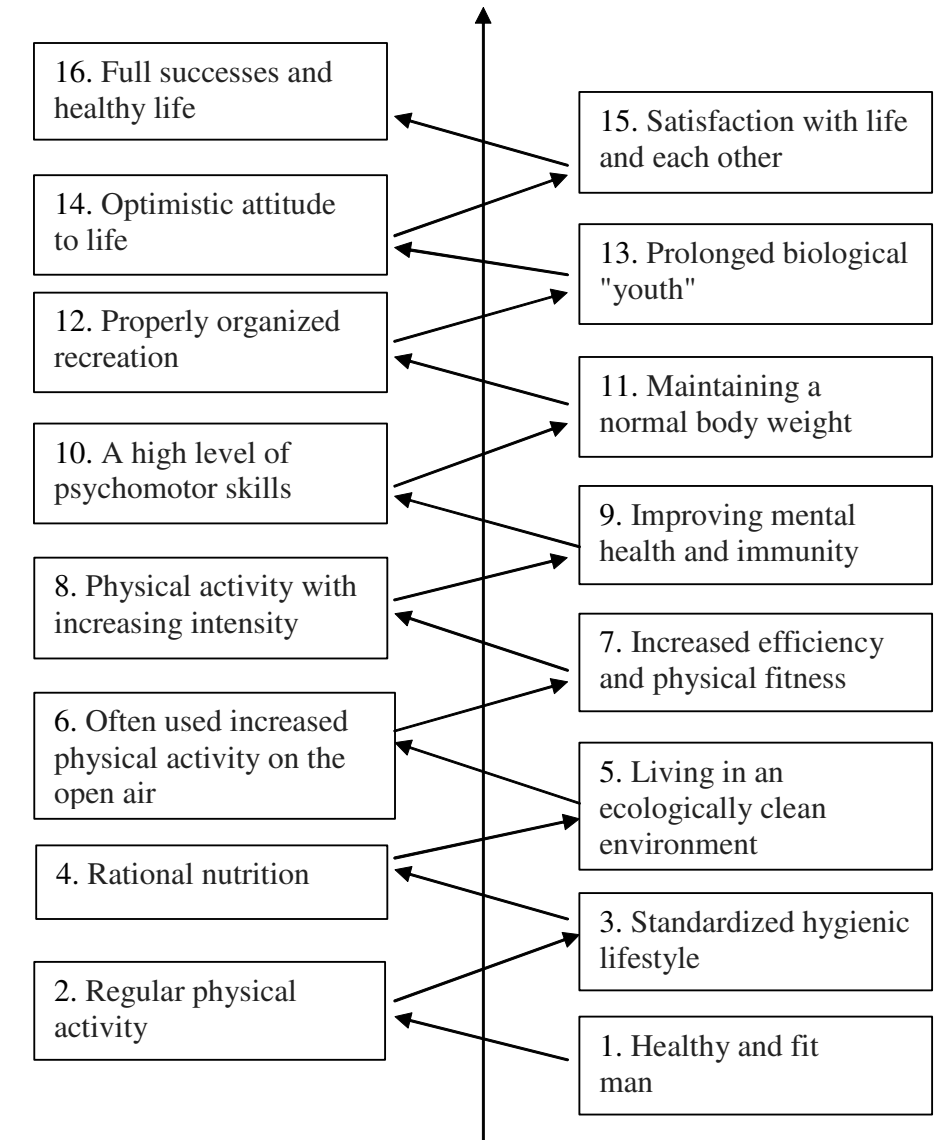 16. Full successes and
healthy life
15. Satisfaction with life
and each other
14. Optimistic attitude
to life
13. Prolonged biological
"youth"
12. Properly organized
recreation
11. Maintaining a
normal body weight
10. A high level of
psychomotor skills
9. Improving mental
health and immunity
8. Physical activity with
increasing intensity
7. Increased efficiency
and physical fitness
6. Often used increased
physical activity on the
open air
5. Living in an
ecologically clean
environment
4. Rational nutrition
3. Standardized hygienic
lifestyle
2. Regular physical
activity
1. Healthy and fit
man